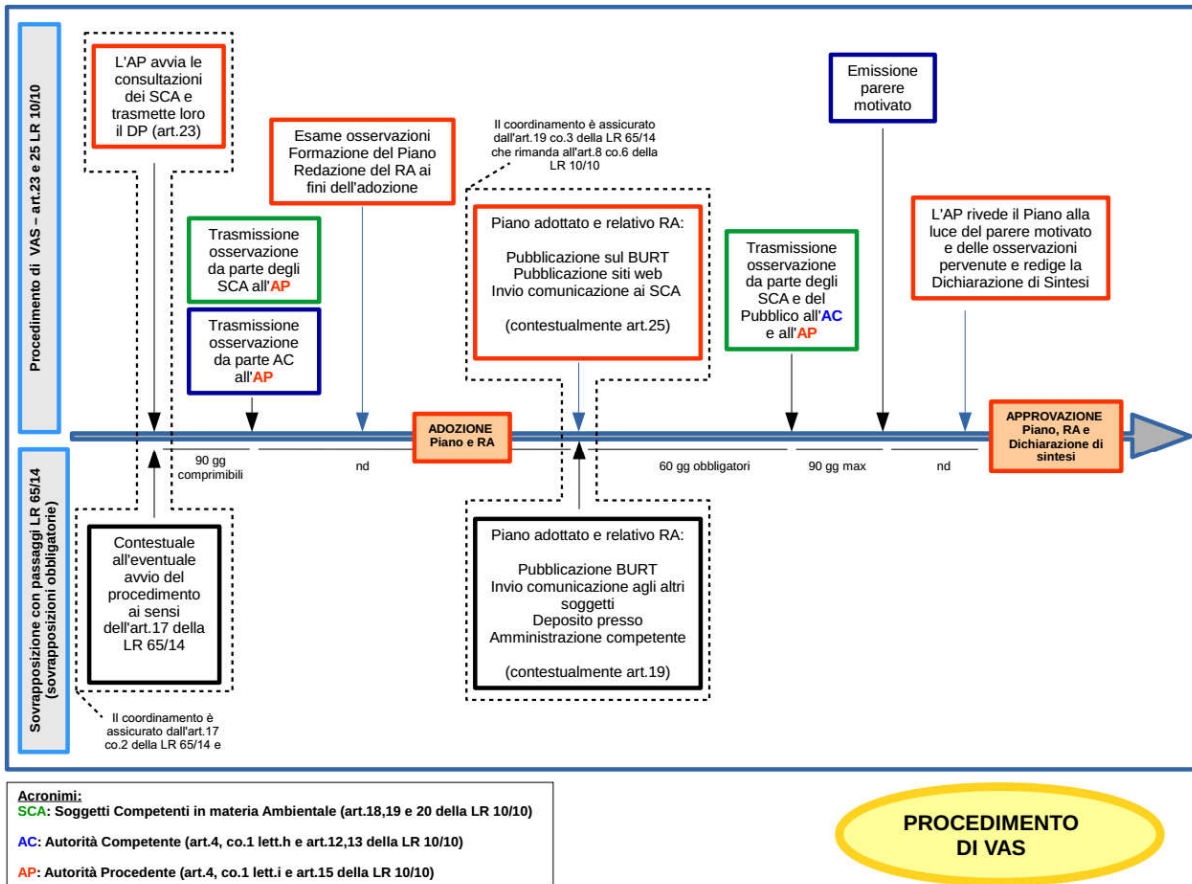 Procedimento di VAS – art.23 e 25 LR 10/10
L'AP avvia le
consultazioni
dei SCA e
trasmette loro
il DP (art.23)
Trasmissione
osservazione
da parte degli
SCA all'AP
Trasmissione
osservazione
da parte AC
all'AP
Esame osservazioni
Formazione del Piano
Redazione del RA ai
fini dell'adozione
Il coordinamento è assicurato
dall'art.19 co.3 della LR 65/14
che rimanda all'art.8 co.6 della
LR 10/10
Piano adottato e relativo RA:
Pubblicazione sul BURT
Pubblicazione siti web
Invio comunicazione ai SCA
(contestualmente art.25)
Trasmissione
osservazione
da parte degli
SCA e del
Pubblico all'AC
e all'AP
Emissione
parere
motivato
L'AP rivede il Piano alla
luce del parere motivato
e delle osservazioni
pervenute e redige la
Dichiarazione di Sintesi
ADOZIONE
Piano e RA
APPROVAZIONE
Piano, RA e
Dichiarazione di
sintesi
90 gg
comprimibili
nd
60 gg obbligatori
90 gg max
nd
Sovrapposizione con passaggi LR 65/14
(sovrapposizioni obbligatorie)
Contestuale
all'eventuale
avvio del
procedimento
ai sensi
dell'art.17 della
LR 65/14
Il coordinamento è
assicurato dall'art.17
co.2 della LR 65/14 e
Piano adottato e relativo RA:
Pubblicazione BURT
Invio comunicazione agli altri
soggetti
Deposito presso
Amministrazione competente
(contestualmente art.19)
Acronimi:
SCA: Soggetti Competenti in materia Ambientale (art.18,19 e 20 della LR 10/10)
AC: Autorità Competente (art.4, co.1 lett.h e art.12,13 della LR 10/10)
AP: Autorità Procedente (art.4, co.1 lett.i e art.15 della LR 10/10)
PROCEDIMENTO
DI VAS